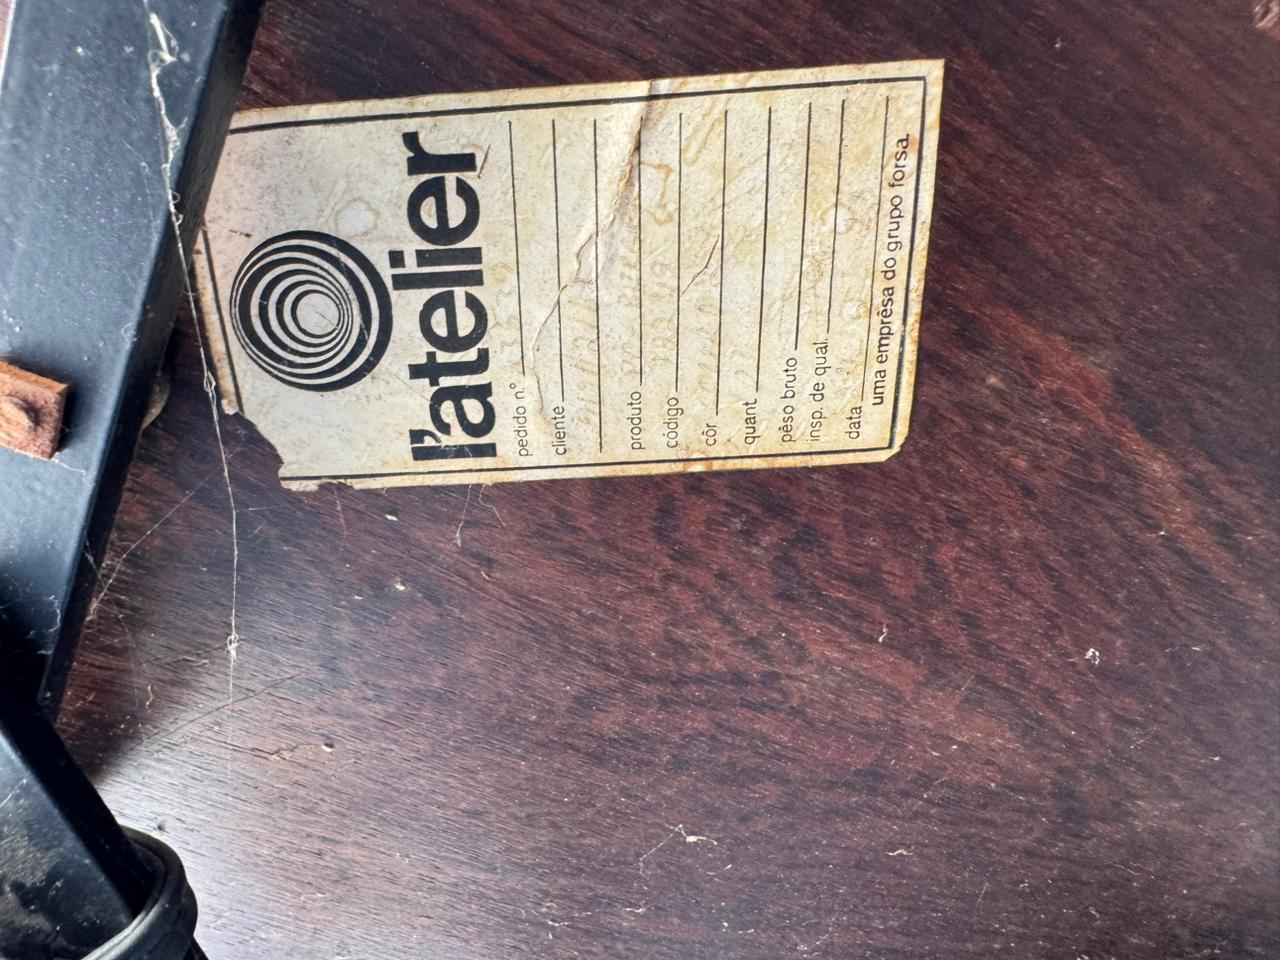 l'atelier
pedido n.º
cliente
produto
código
côr
quant.
pêso bruto
insp. de qual.
data
uma emprêsa do grupo forsa.